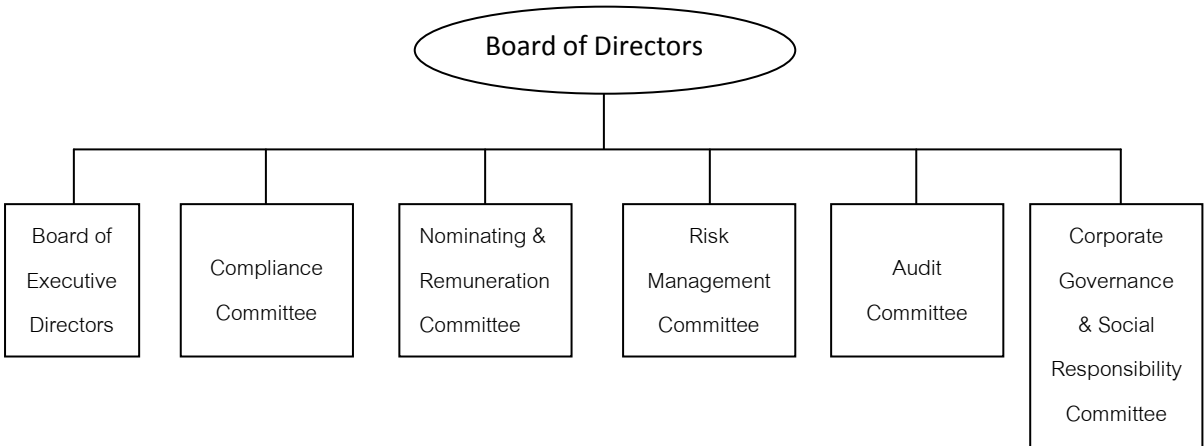 Board of Directors
Board of
Executive
Directors
Compliance
Committee
Nominating &
Remuneration
Committee
Risk
Management
Committee
Audit
Committee
Corporate
Governance
& Social
Responsibility
Committee